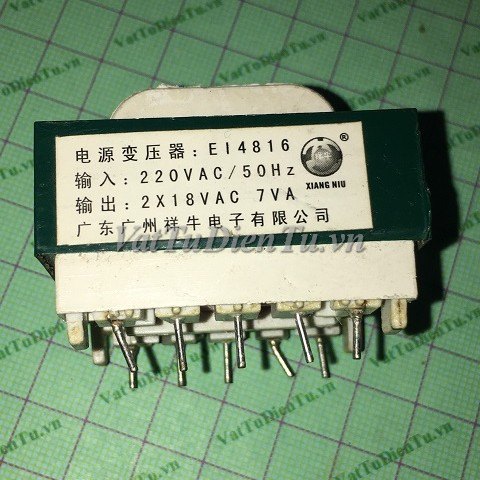 电源变压器：EI4816
输入：220VAC/50Hz
输出：2X18VAC 7VA
广东广州祥牛电子有限公司
®
XIANG NIU
VatTuDienTu.vn